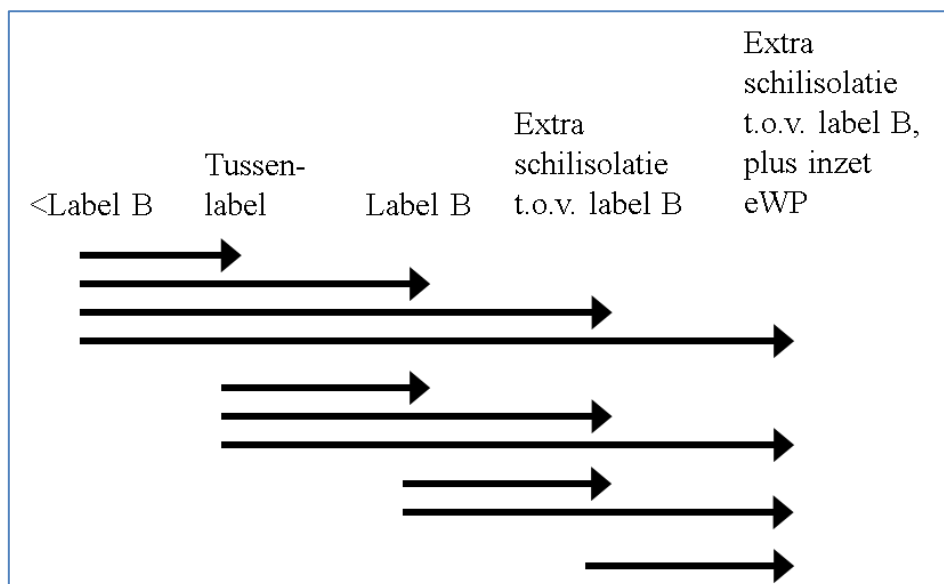 <Label B
Tussen-
label
Label B
Extra
schilisolatie
t.o.v. label B
Extra
schilisolatie
t.o.v. label B,
plus inzet
eWP